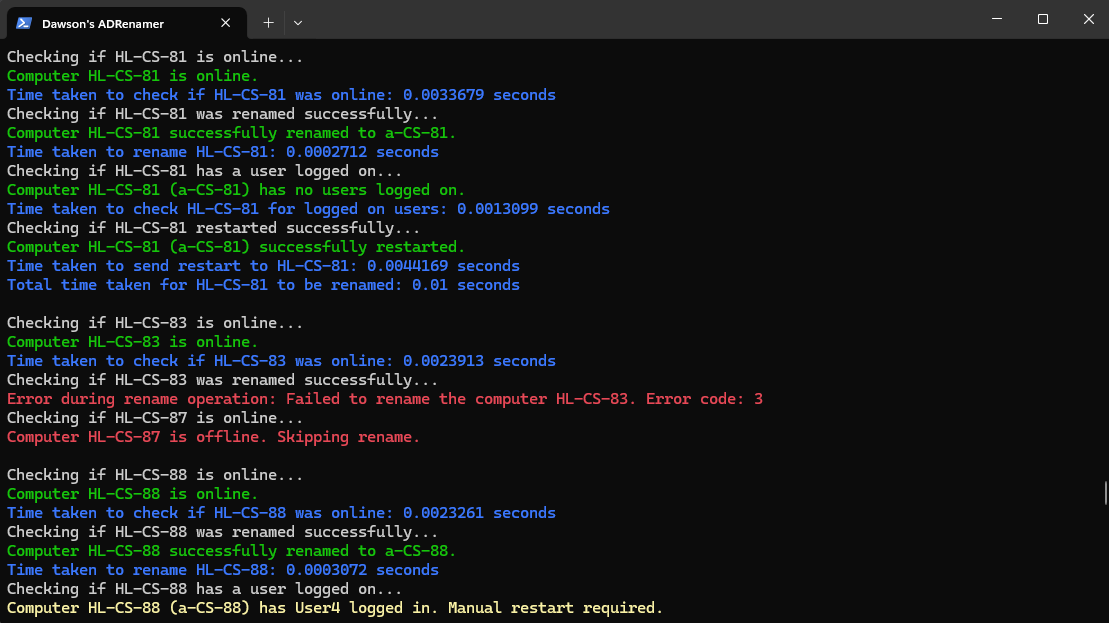 Dawson's ADRenamer
Checking if HL-CS-81 is online...
Computer HL-CS-81 is online.
Time taken to check if HL-CS-81 was online: 0.0033679 seconds
Checking if HL-CS-81 was renamed successfully...
Computer HL-CS-81 successfully renamed to a-CS-81.
Time taken to rename HL-CS-81: 0.0002712 seconds
Checking if HL-CS-81 has a user logged on...
Computer HL-CS-81 (a-CS-81) has no users logged on.
Time taken to check HL-CS-81 for logged on users: 0.0013099 seconds
Checking if HL-CS-81 restarted successfully...
Computer HL-CS-81 (a-CS-81) successfully restarted.
Time taken to send restart to HL-CS-81: 0.0044169 seconds
Total time taken for HL-CS-81 to be renamed: 0.01 seconds
Checking if HL-CS-83 is online...
Computer HL-CS-83 is online.
Time taken to check if HL-CS-83 was online: 0.0023913 seconds
Checking if HL-CS-83 was renamed successfully...
Error during rename operation: Failed to rename the computer HL-CS-83. Error code: 3
Checking if HL-CS-87 is online...
Computer HL-CS-87 is offline. Skipping rename.
Checking if HL-CS-88 is online...
Computer HL-CS-88 is online.
Time taken to check if HL-CS-88 was online: 0.0023261 seconds
Checking if HL-CS-88 was renamed successfully...
Computer HL-CS-88 successfully renamed to a-CS-88.
Time taken to rename HL-CS-88: 0.0003072 seconds
Checking if HL-CS-88 has a user logged on...
Computer HL-CS-88 (a-CS-88) has User4 logged in. Manual restart required.